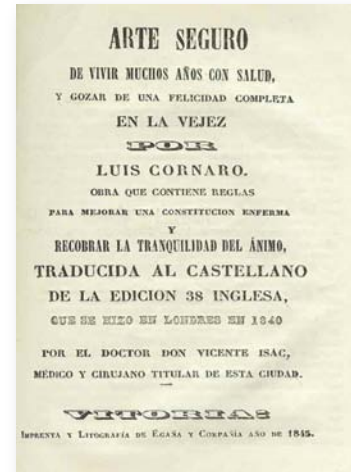 ARTE SEGURO
DE VIVIR MUCHOS AÑOS CON SALUD,
Y GOZAR DE UNA FELICIDAD COMPLETA
EN LA VEJEZ
POR
LUIS CORNARO.
OBRA QUE CONTIENE REGLAS
PARA MEJORAR UNA CONSTITUCION ENFERMA
Y
RECOBRAR LA TRANQUILIDAD DEL ÁNIMO,
TRADUCIDA AL CASTELLANO
DE LA EDICION 38 INGLESA,
QUE SE HIZO EN LONDRES EN 1840
POR EL DOCTOR DON VICENTE ISAC,
MÉDICO Y CIRUJANO TITULAR DE ESTA CIUDAD.
VITORIA:
IMPRENTA Y LITOGRAFÍA DE EGAÑA Y COMPAÑIA AÑO DE 1845.